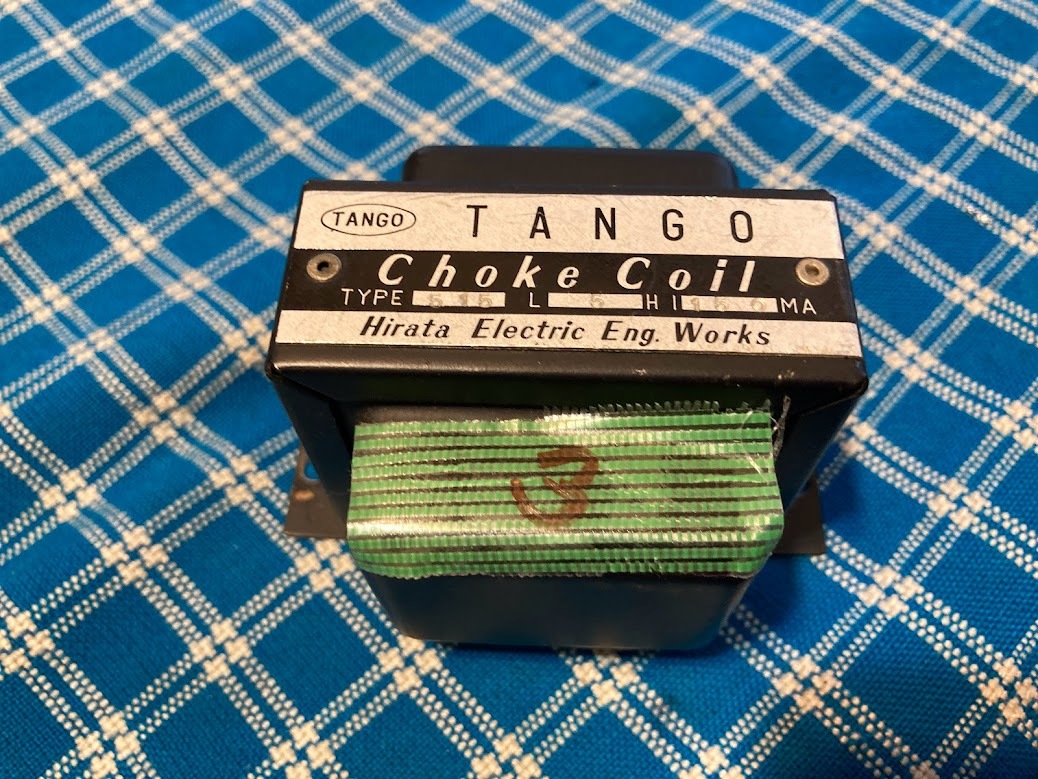 TANGO TANGO
Choke Coil
TYPE 515 L 5 H I 150 MA
Hirata Electric Eng. Works
3